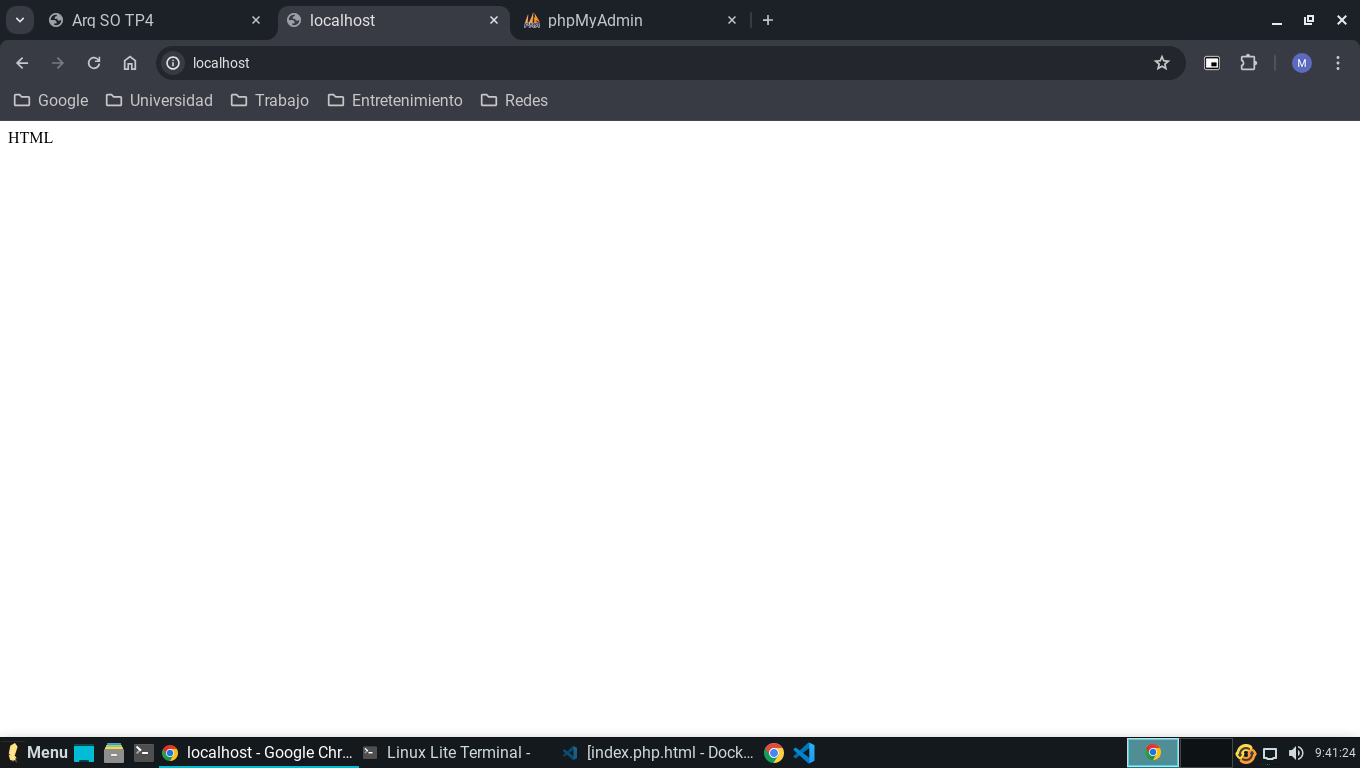 Arq SO TP4
localhost
phpMyAdmin
localhost
M
Google
Universidad
Trabajo
Entretenimiento
Redes
HTML
Menu
localhost - Google Chr...
Linux Lite Terminal -
[index.php.html - Dock...
9:41:24